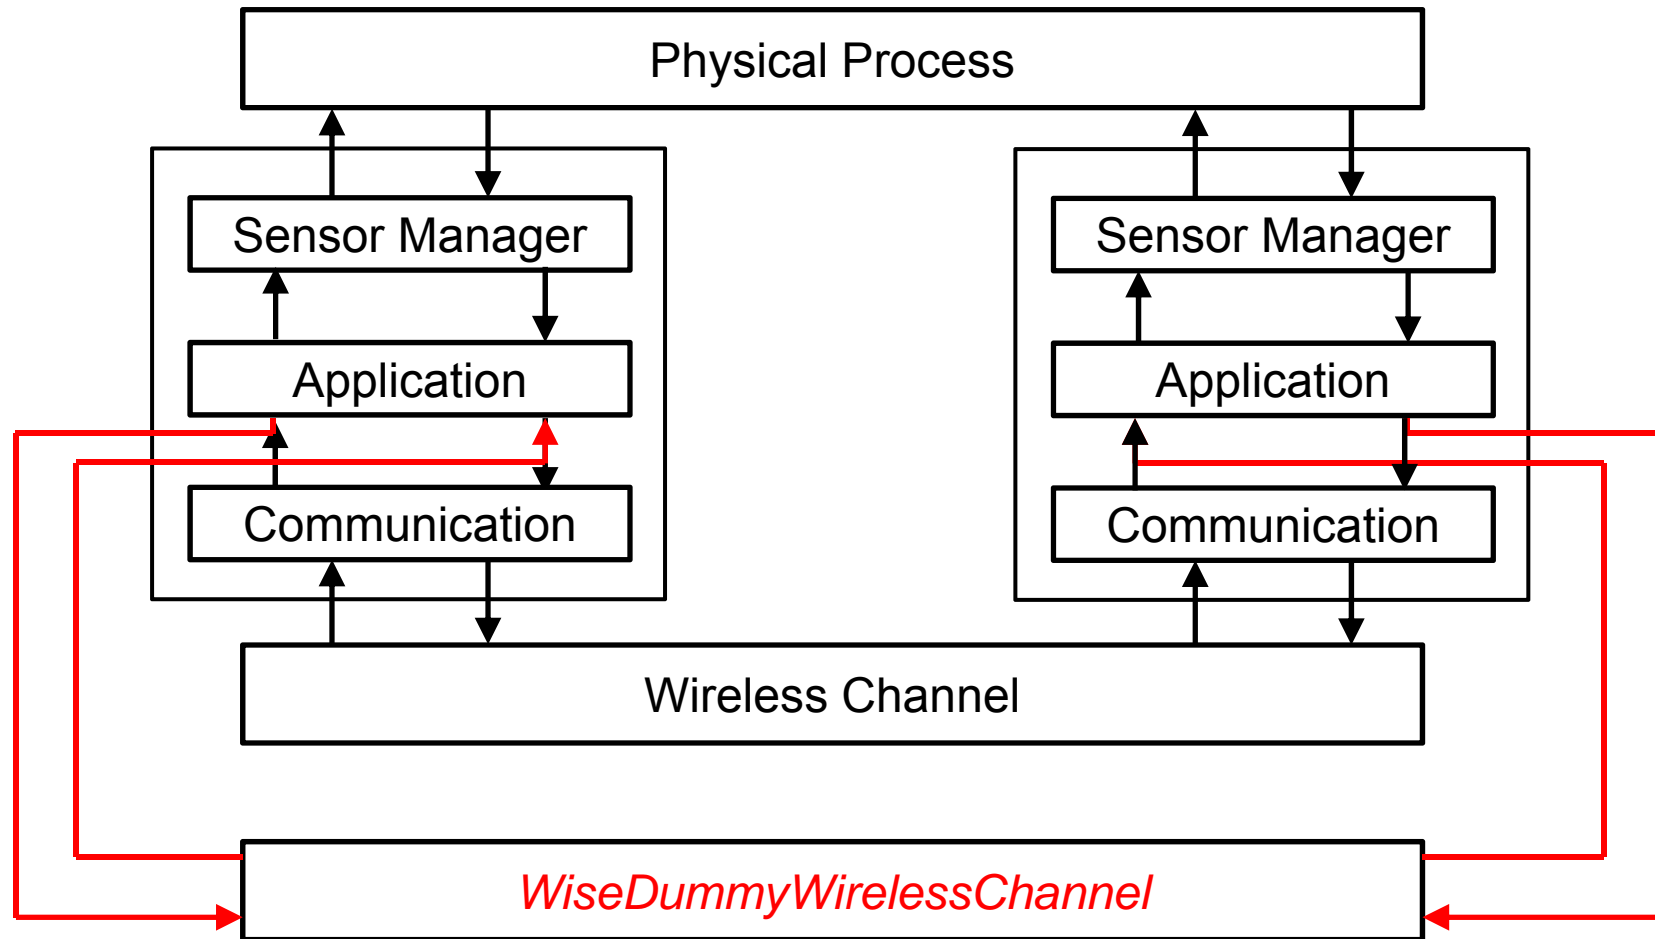 Physical Process
Sensor Manager
Sensor Manager
Application
Application
Communication
Communication
Wireless Channel
WiseDummyWirelessChannel